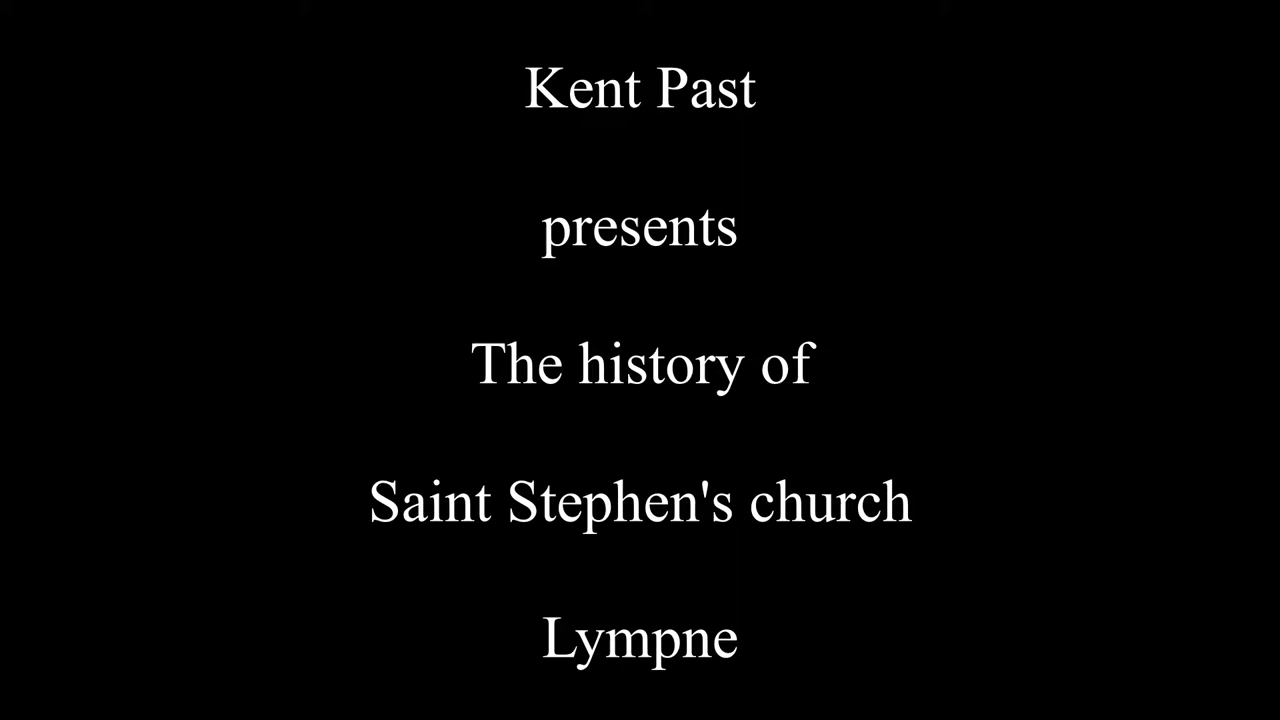 Kent Past
presents
The history of
Saint Stephen's church
Lympne